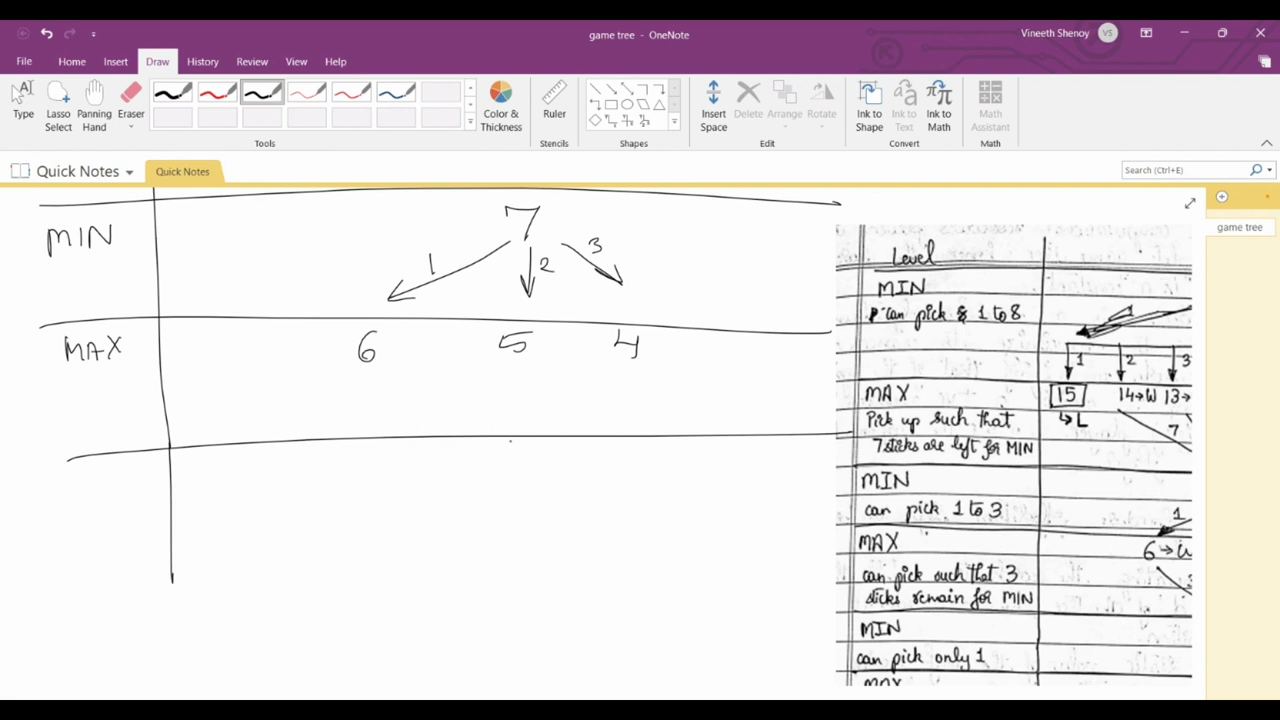 game tree - OneNote
Vineeth Shenoy
VS
File
Home
Insert
Draw
History
Review
View
Help
Type
Lasso Select
Panning Hand
Eraser
Color & Thickness
Ruler
Insert Space
Delete
Arrange
Rotate
Ink to Shape
Ink to Text
Ink to Math
Math Assistant
Tools
Stencils
Shapes
Edit
Convert
Math
Quick Notes
Quick Notes
Search (Ctrl+E)
game tree
MIN
7
1
2
3
MAX
6
5
4
Level
MIN
can pick 1 to 8
1
2
3
MAX
15
14→W
13→
Pick up such that
→L
7
7 sticks are left for MIN
MIN
can pick 1 to 3
1
MAX
6→
can pick such that 3
sticks remain for MIN
MIN
can pick only 1
MAX